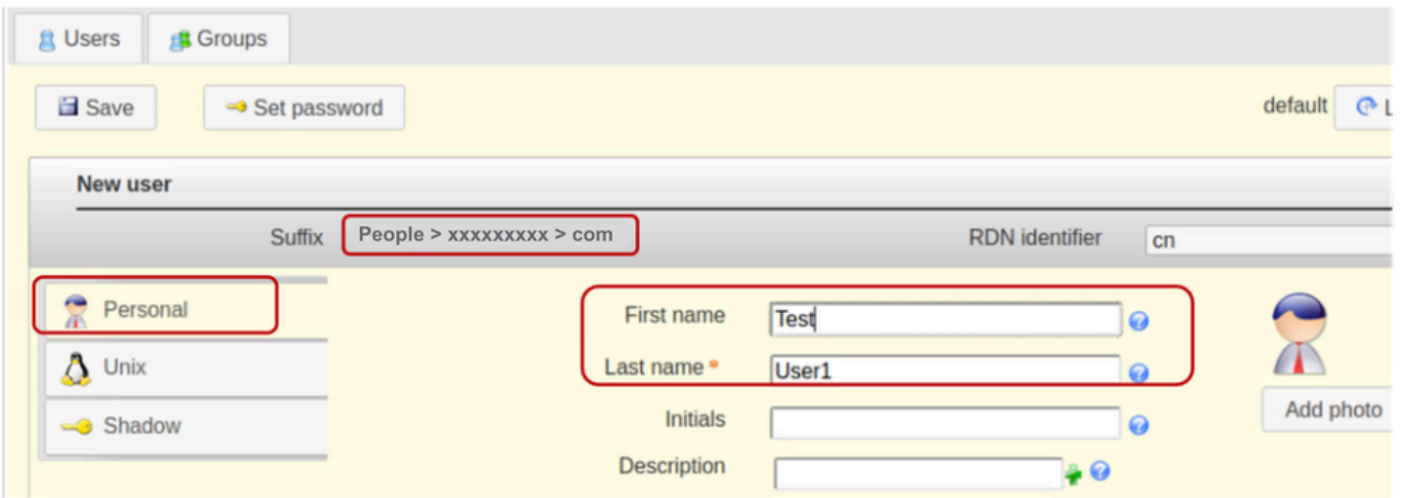 Users Groups
Save Set password default
New user
Suffix People > xxxxxxxxx > com RDN identifier cn
Personal
First name Test
Unix
Last name * User1
Shadow
Initials
Add photo
Description